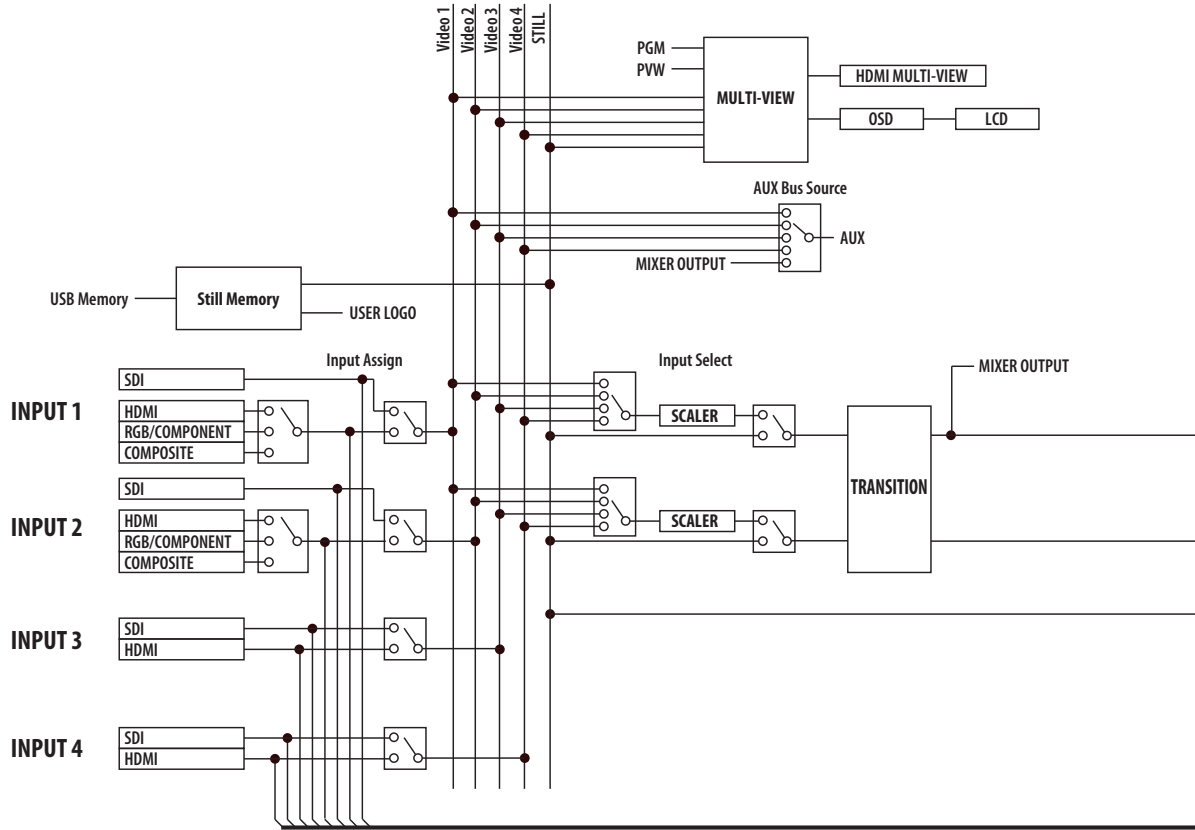 Video 1
Video 2
Video 3
Video 4
STILL
PGM
PVW
MULTI-VIEW
HDMI MULTI-VIEW
OSD
LCD
AUX Bus Source
AUX
MIXER OUTPUT
USB Memory
Still Memory
USER LOGO
Input Assign
Input Select
MIXER OUTPUT
INPUT 1
SDI
HDMI
RGB/COMPONENT
COMPOSITE
SCALER
TRANSITION
INPUT 2
SDI
HDMI
RGB/COMPONENT
COMPOSITE
SCALER
INPUT 3
SDI
HDMI
INPUT 4
SDI
HDMI